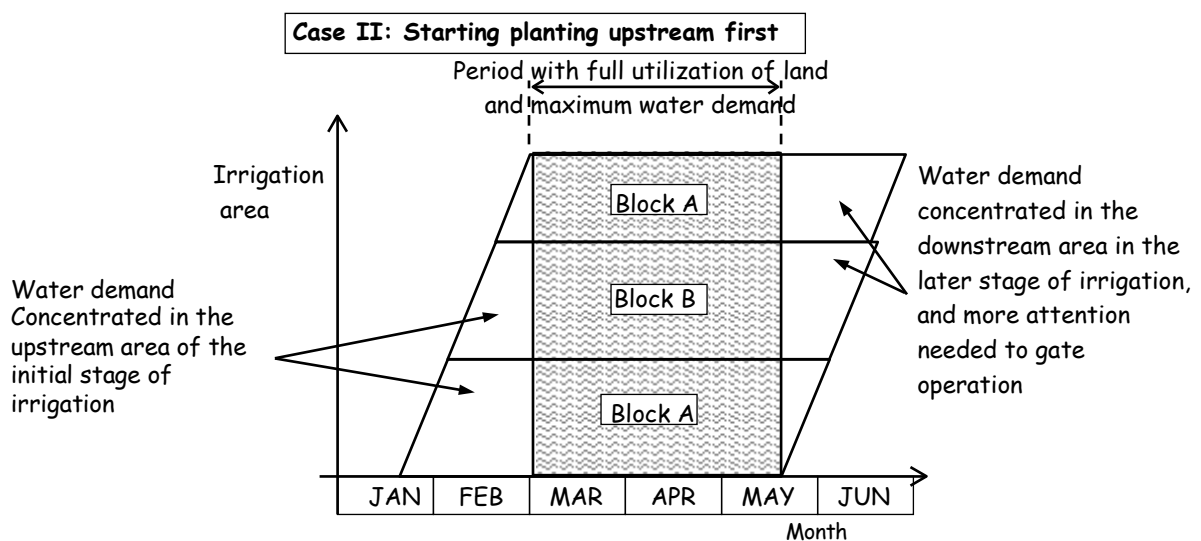 Case II: Starting planting upstream first
Period with full utilization of land
and maximum water demand
Irrigation
area
Block A
Block B
Block A
Water demand
Concentrated in the
upstream area of the
initial stage of
irrigation
Water demand
concentrated in the
downstream area in the
later stage of irrigation,
and more attention
needed to gate
operation
JAN FEB MAR APR MAY JUN
Month